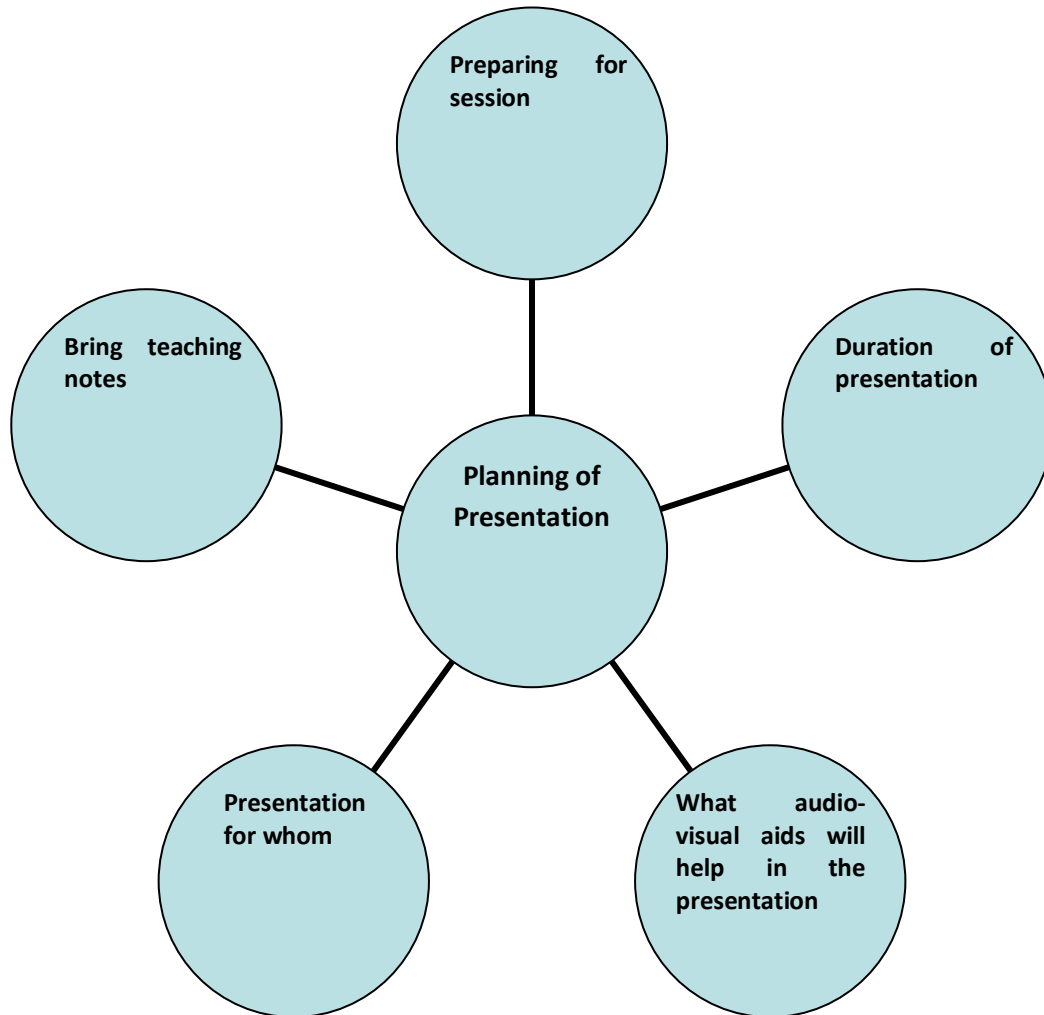 Preparing for
session
Bring teaching
notes
Duration of
presentation
Planning of
Presentation
Presentation
for whom
What audio-
visual aids will
help in the
presentation